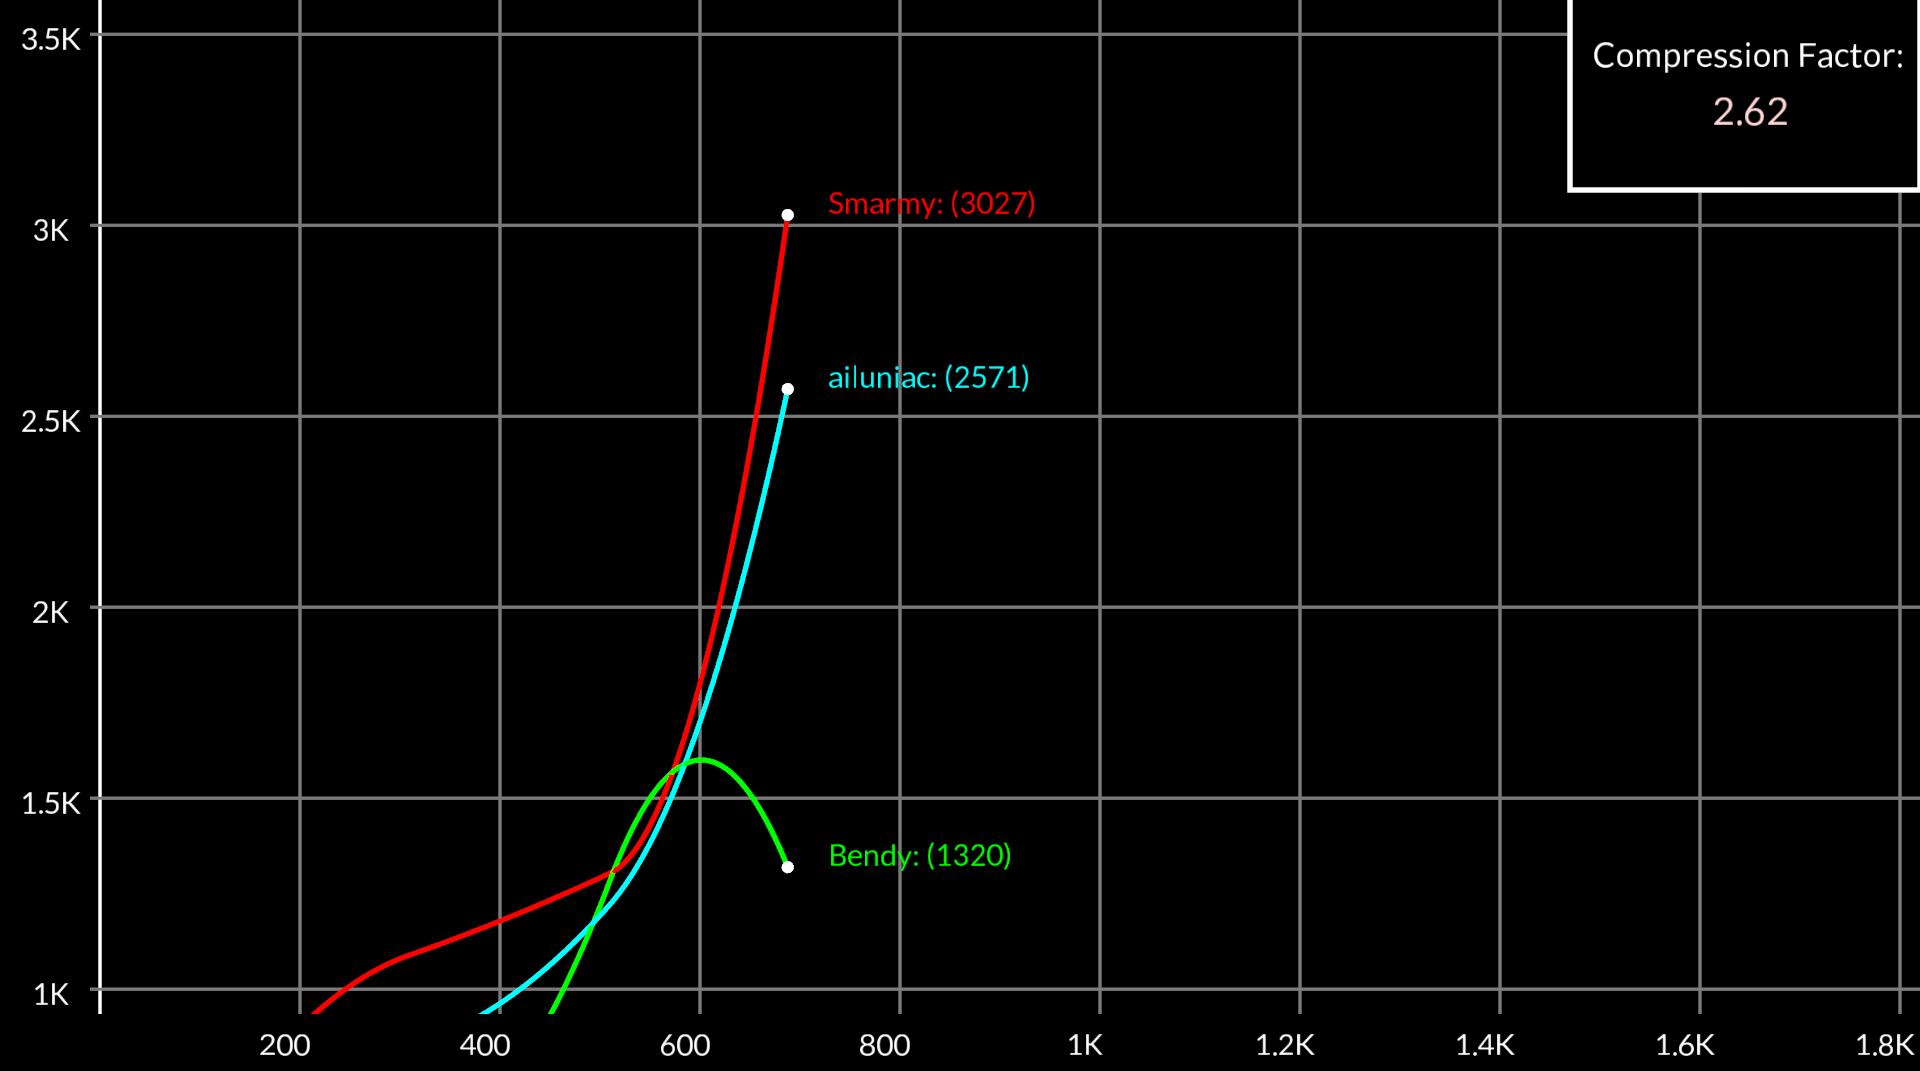 3.5K
Compression Factor:
2.62
Smarmy: (3027)
3K
ailuniac: (2571)
2.5K
2K
1.5K
Bendy: (1320)
1K
200 400 600 800 1K 1.2K 1.4K 1.6K 1.8K